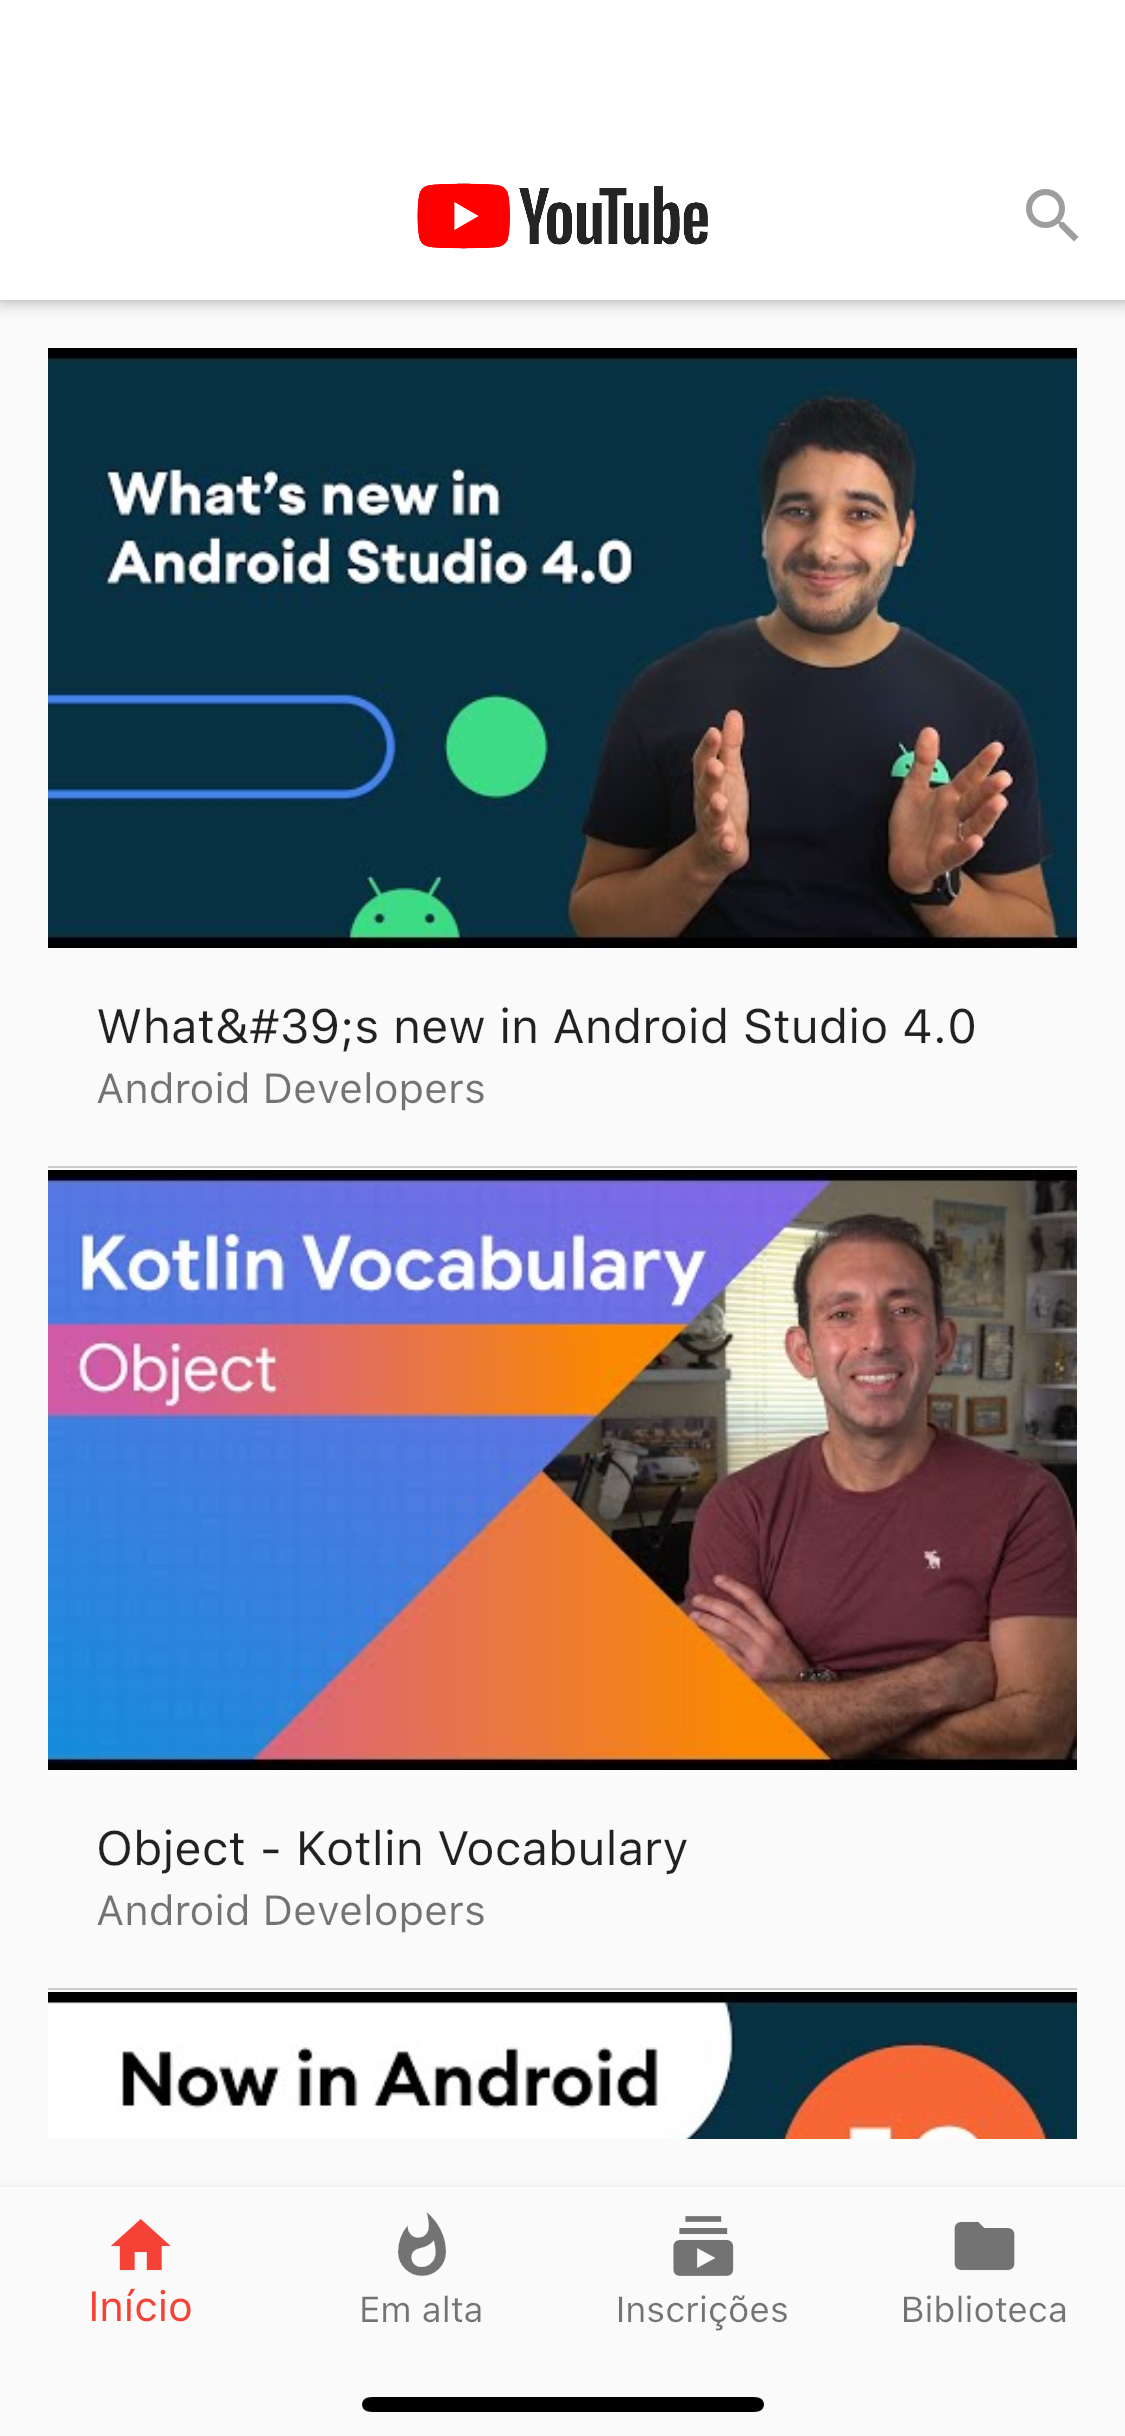 YouTube
What's new in
Android Studio 4.0
What&#39;s new in Android Studio 4.0
Android Developers
Kotlin Vocabulary
Object
Object - Kotlin Vocabulary
Android Developers
Now in Android
Início
Em alta
Inscrições
Biblioteca